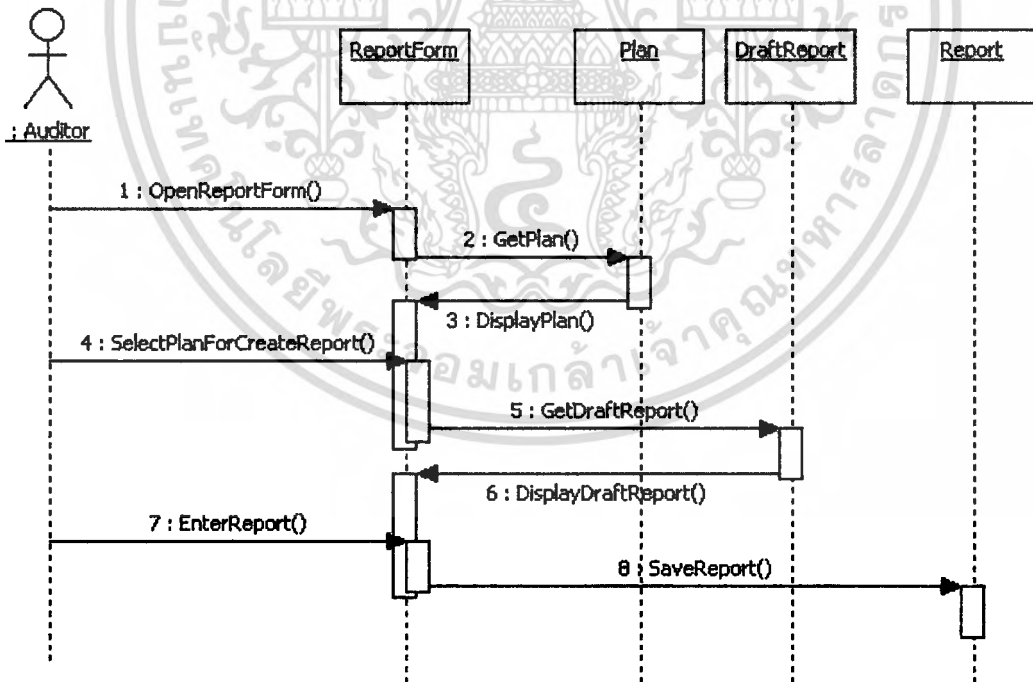 ReportForm
Plan
DraftReport
Report
: Auditor
1 : OpenReportForm()
2 : GetPlan()
3 : DisplayPlan()
4 : SelectPlanForCreateReport()
5 : GetDraftReport()
6 : DisplayDraftReport()
7 : EnterReport()
8 : SaveReport()